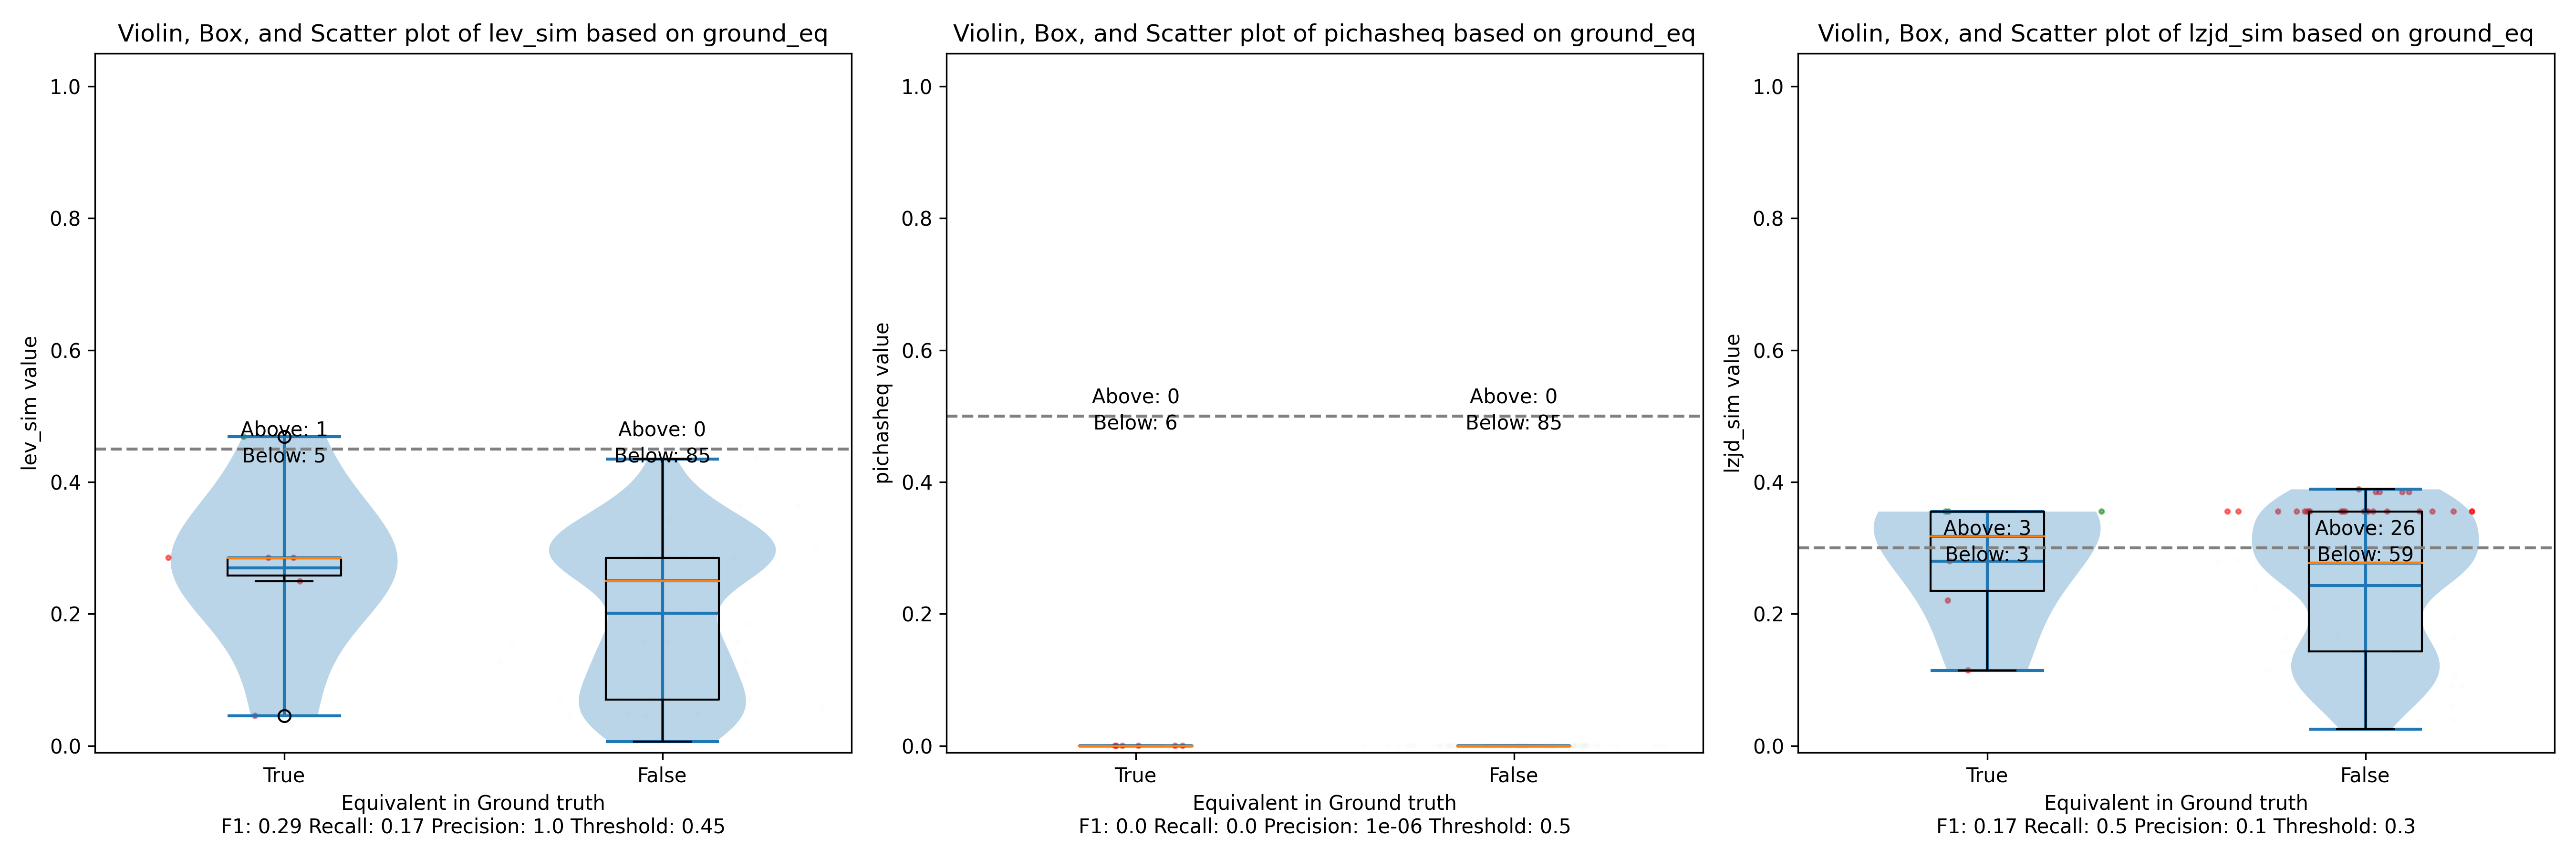 Violin, Box, and Scatter plot of lev_sim based on ground_eq
1.0
0.8
0.6
0.4
0.2
0.0
lev_sim value
Above: 1
Below: 5
Above: 0
Below: 85
True
False
Equivalent in Ground truth
F1: 0.29 Recall: 0.17 Precision: 1.0 Threshold: 0.45
Violin, Box, and Scatter plot of pichasheq based on ground_eq
1.0
0.8
0.6
0.4
0.2
0.0
pichasheq value
Above: 0
Below: 6
Above: 0
Below: 85
True
False
Equivalent in Ground truth
F1: 0.0 Recall: 0.0 Precision: 1e-06 Threshold: 0.5
Violin, Box, and Scatter plot of lzjd_sim based on ground_eq
1.0
0.8
0.6
0.4
0.2
0.0
lzjd_sim value
Above: 3
Below: 3
Above: 26
Below: 59
True
False
Equivalent in Ground truth
F1: 0.17 Recall: 0.5 Precision: 0.1 Threshold: 0.3